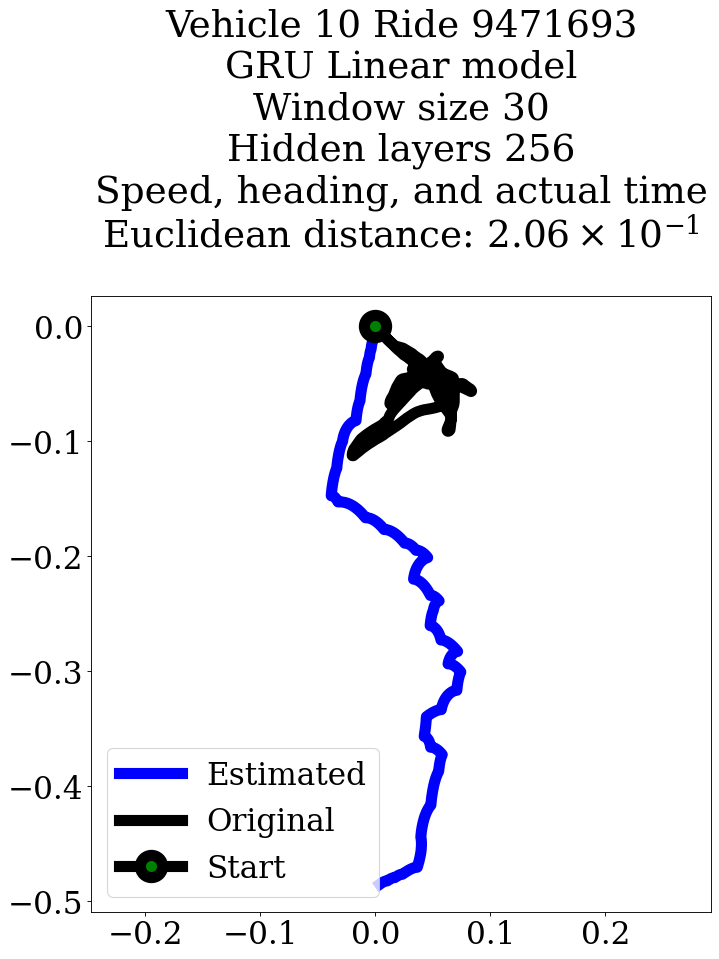 Vehicle 10 Ride 9471693
GRU Linear model
Window size 30
Hidden layers 256
Speed, heading, and actual time
Euclidean distance: 2.06 × 10⁻¹
0.0
−0.1
−0.2
−0.3
−0.4
−0.5
Estimated
Original
Start
−0.2 −0.1 0.0 0.1 0.2